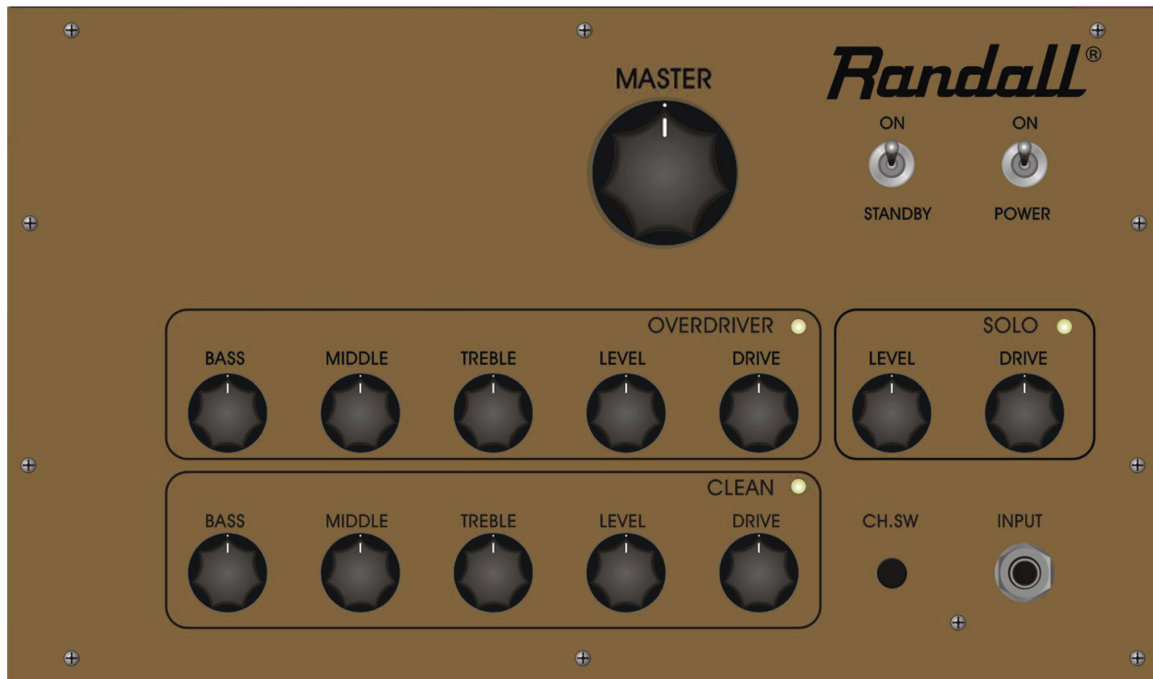 MASTER
Randall®
ON ON
STANDBY POWER
OVERDRIVER
BASS MIDDLE TREBLE LEVEL DRIVE
SOLO
LEVEL DRIVE
CLEAN
BASS MIDDLE TREBLE LEVEL DRIVE
CH.SW INPUT